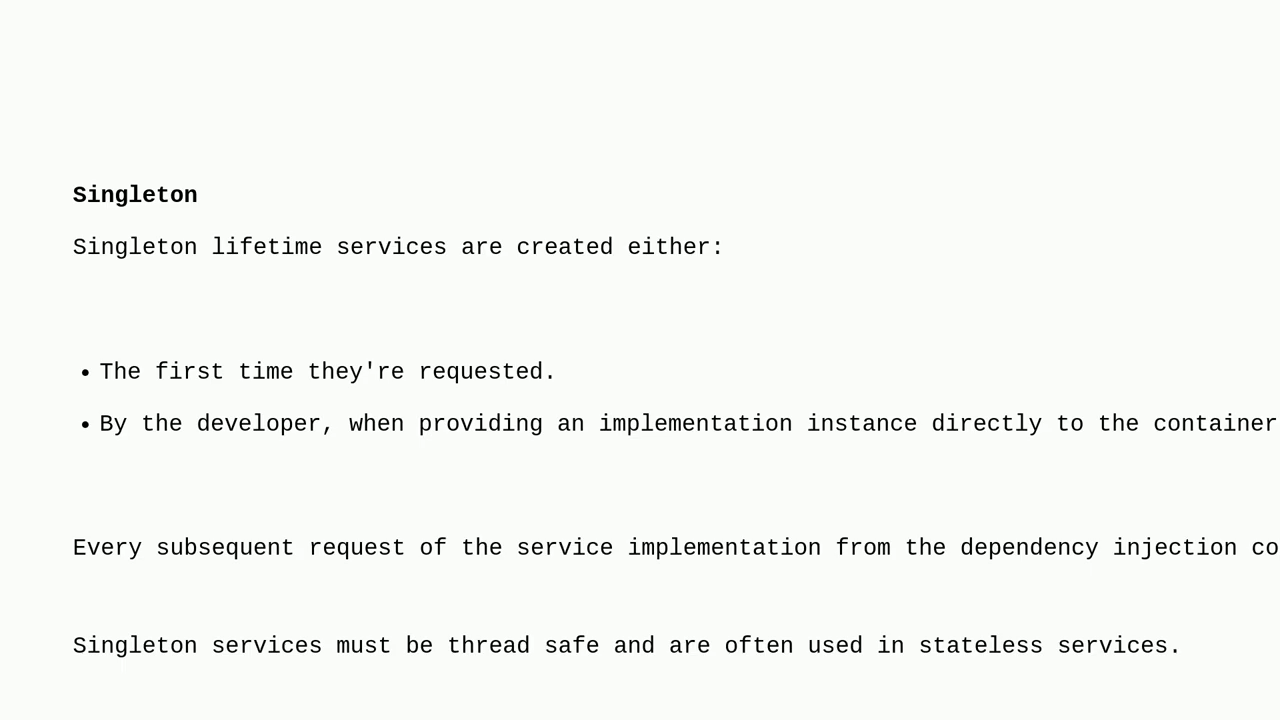 Singleton
Singleton lifetime services are created either:
• The first time they're requested.
• By the developer, when providing an implementation instance directly to the container
Every subsequent request of the service implementation from the dependency injection
Singleton services must be thread safe and are often used in stateless services.